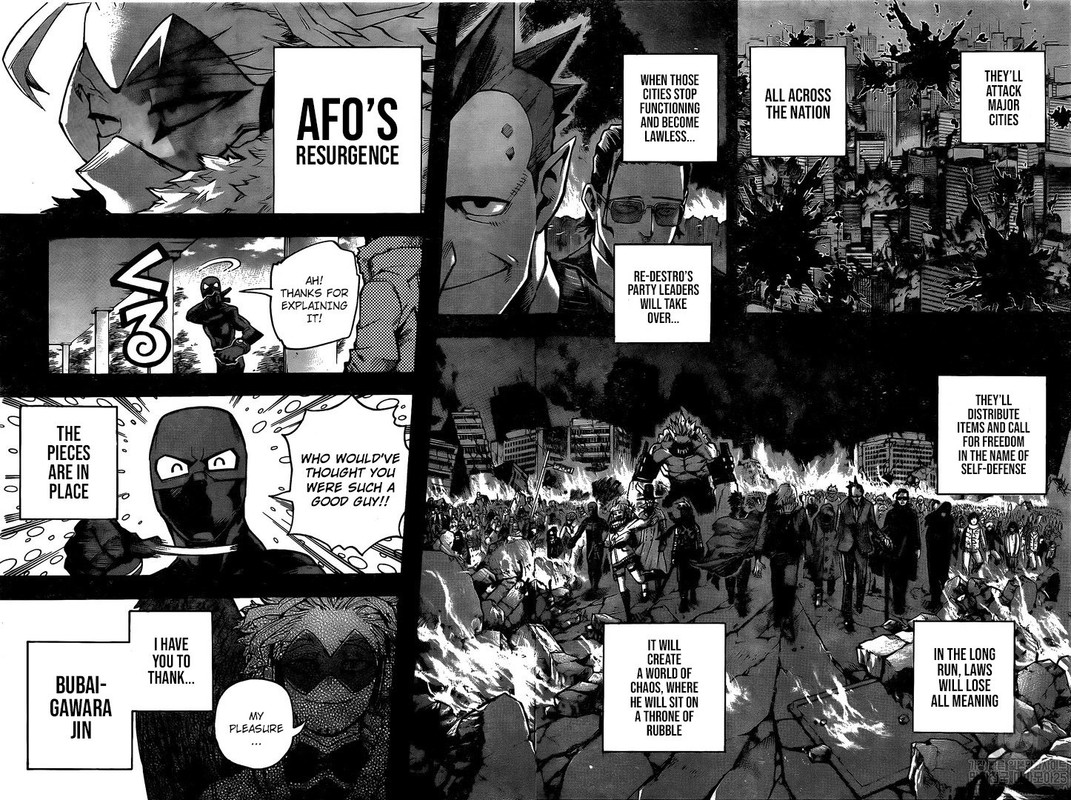 THEY'LL
ATTACK
MAJOR
CITIES
ALL ACROSS
THE NATION
WHEN THOSE
CITIES STOP
FUNCTIONING
AND BECOME
LAWLESS...
RE-DESTRO'S
PARTY LEADERS
WILL TAKE
OVER...
THEY'LL
DISTRIBUTE
ITEMS AND CALL
FOR FREEDOM
IN THE NAME OF
SELF-DEFENSE
IN THE LONG
RUN, LAWS
WILL LOSE
ALL MEANING
IT WILL
CREATE
A WORLD OF
CHAOS, WHERE
HE WILL SIT ON
A THRONE OF
RUBBLE
AFO'S
RESURGENCE
AH!
THANKS FOR
EXPLAINING
IT!
くる
WHO WOULD'VE
THOUGHT YOU
WERE SUCH A
GOOD GUY!!
THE
PIECES
ARE IN
PLACE
I HAVE
YOU TO
THANK...
MY
PLEASURE
...
BUBAI-
GAWARA
JIN